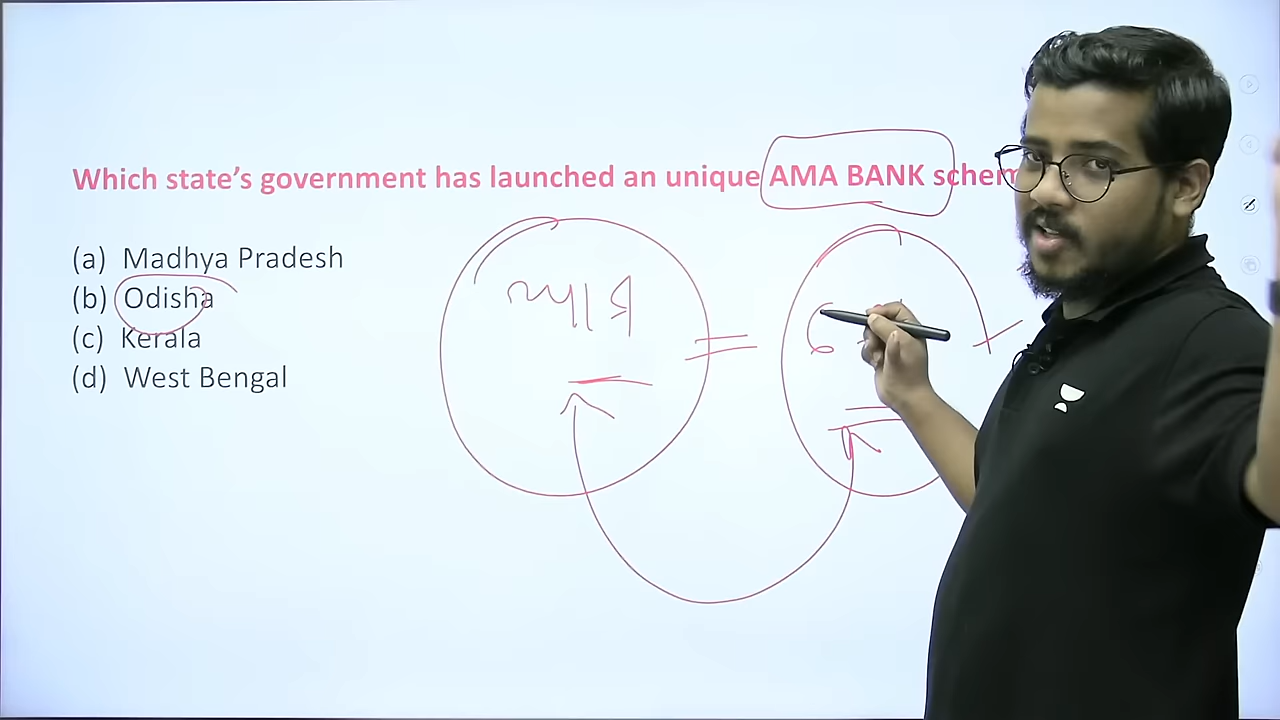 Which state's government has launched an unique AMA BANK schem
(a) Madhya Pradesh
(b) Odisha
(c) Kerala
(d) West Bengal